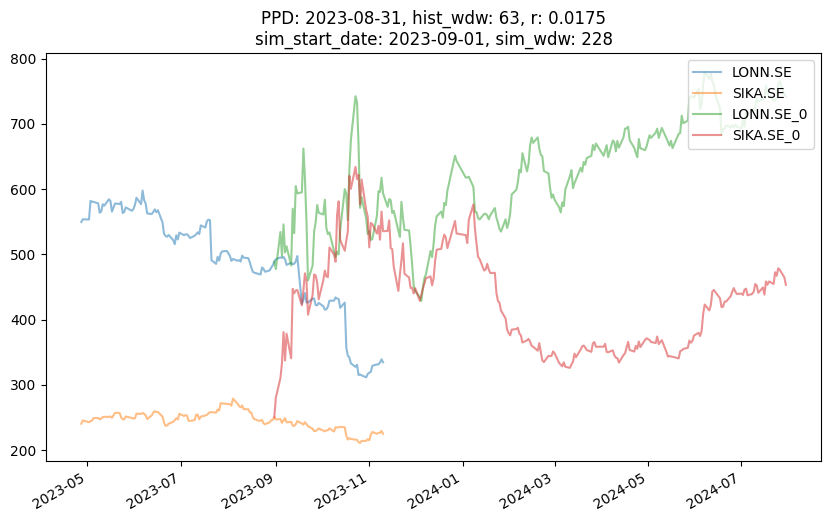 PPD: 2023-08-31, hist_wdw: 63, r: 0.0175
sim_start_date: 2023-09-01, sim_wdw: 228
800
700
600
500
400
300
200
LONN.SE
SIKA.SE
LONN.SE_0
SIKA.SE_0
2023-05
2023-07
2023-09
2023-11
2024-01
2024-03
2024-05
2024-07